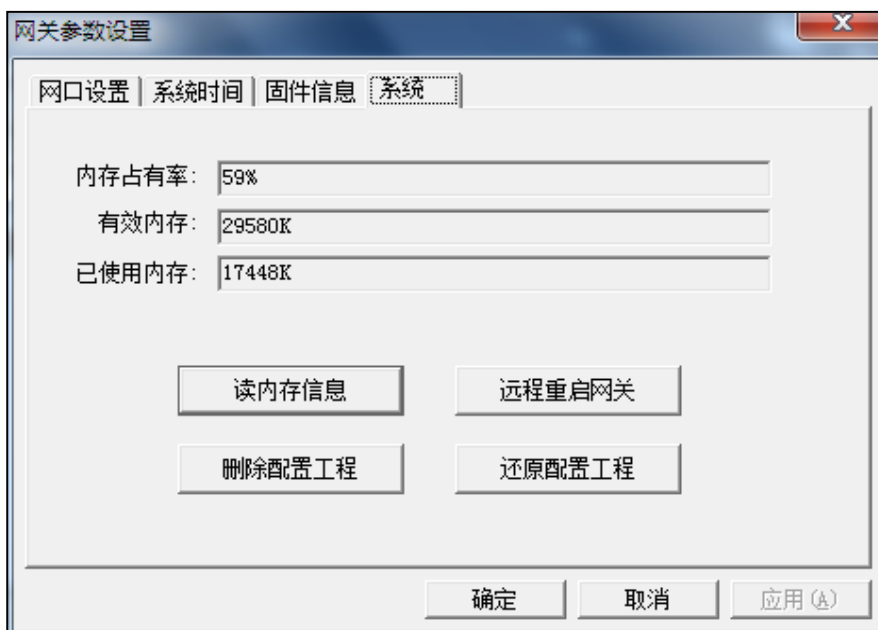 网关参数设置
网口设置 系统时间 固件信息 系统
内存占有率: 59%
有效内存: 29580K
已使用内存: 17448K
读内存信息 远程重启网关
删除配置工程 还原配置工程
确定 取消 应用(A)